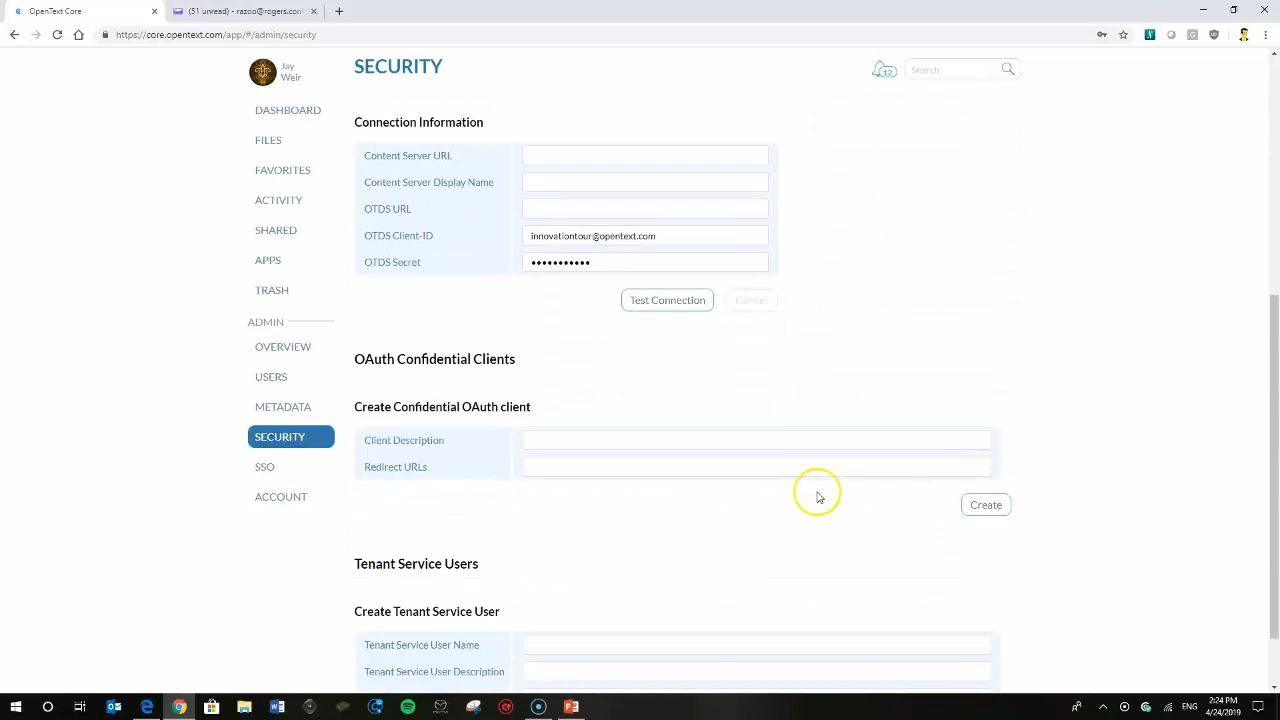 OpenText Core
(51 unread) - razoo@rogers.com
https://core.opentext.com/app/#/admin/security
Jay
Weir
SECURITY
12
Search
DASHBOARD
FILES
FAVORITES
ACTIVITY
SHARED
APPS
TRASH
ADMIN
OVERVIEW
USERS
METADATA
SECURITY
SSO
ACCOUNT
Connection Information
Content Server URL
Content Server Display Name
OTDS URL
OTDS Client-ID innovationtour@opentext.com
OTDS Secret •••••••••••
Test Connection Cancel
OAuth Confidential Clients
Create Confidential OAuth client
Client Description
Redirect URLs
Create
Tenant Service Users
Create Tenant Service User
Tenant Service User Name
Tenant Service User Description
ENG
2:24 PM
4/24/2019